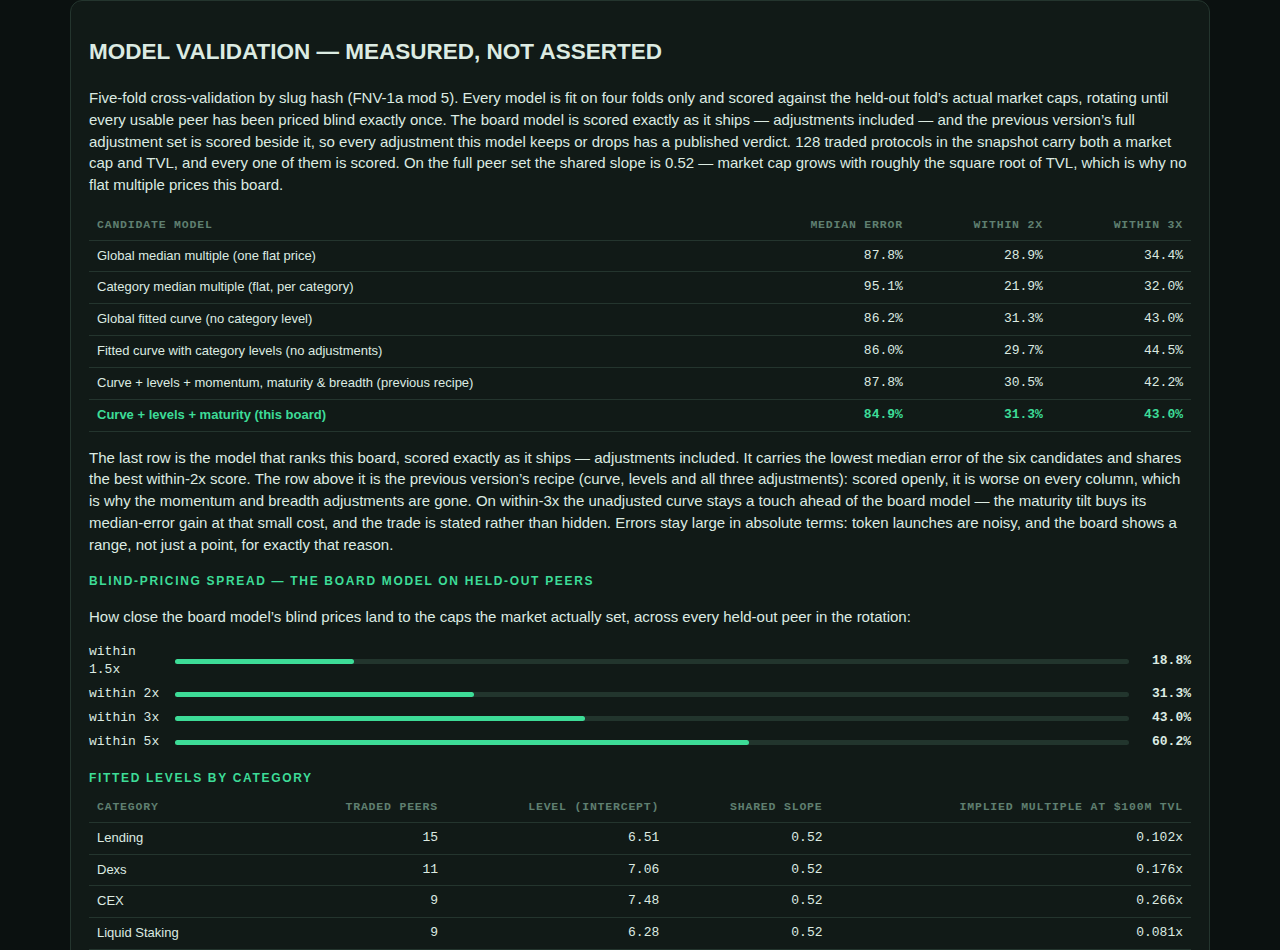 MODEL VALIDATION — MEASURED, NOT ASSERTED
Five-fold cross-validation by slug hash (FNV-1a mod 5). Every model is fit on four folds only and scored against the held-out fold’s actual market caps, rotating until
every usable peer has been priced blind exactly once. The board model is scored exactly as it ships — adjustments included — and the previous version’s full
adjustment set is scored beside it, so every adjustment this model keeps or drops has a published verdict. 128 traded protocols in the snapshot carry both a market
cap and TVL, and every one of them is scored. On the full peer set the shared slope is 0.52 — market cap grows with roughly the square root of TVL, which is why no
flat multiple prices this board.
CANDIDATE MODEL MEDIAN ERROR WITHIN 2X WITHIN 3X
Global median multiple (one flat price) 87.8% 28.9% 34.4%
Category median multiple (flat, per category) 95.1% 21.9% 32.0%
Global fitted curve (no category level) 86.2% 31.3% 43.0%
Fitted curve with category levels (no adjustments) 86.0% 29.7% 44.5%
Curve + levels + momentum, maturity & breadth (previous recipe) 87.8% 30.5% 42.2%
Curve + levels + maturity (this board) 84.9% 31.3% 43.0%
The last row is the model that ranks this board, scored exactly as it ships — adjustments included. It carries the lowest median error of the six candidates and shares
the best within-2x score. The row above it is the previous version’s recipe (curve, levels and all three adjustments): scored openly, it is worse on every column, which
is why the momentum and breadth adjustments are gone. On within-3x the unadjusted curve stays a touch ahead of the board model — the maturity tilt buys its
median-error gain at that small cost, and the trade is stated rather than hidden. Errors stay large in absolute terms: token launches are noisy, and the board shows a
range, not just a point, for exactly that reason.
BLIND-PRICING SPREAD — THE BOARD MODEL ON HELD-OUT PEERS
How close the board model’s blind prices land to the caps the market actually set, across every held-out peer in the rotation:
within
1.5x 18.8%
within 2x 31.3%
within 3x 43.0%
within 5x 60.2%
FITTED LEVELS BY CATEGORY
CATEGORY TRADED PEERS LEVEL (INTERCEPT) SHARED SLOPE IMPLIED MULTIPLE AT $100M TVL
Lending 15 6.51 0.52 0.102x
Dexs 11 7.06 0.52 0.176x
CEX 9 7.48 0.52 0.266x
Liquid Staking 9 6.28 0.52 0.081x